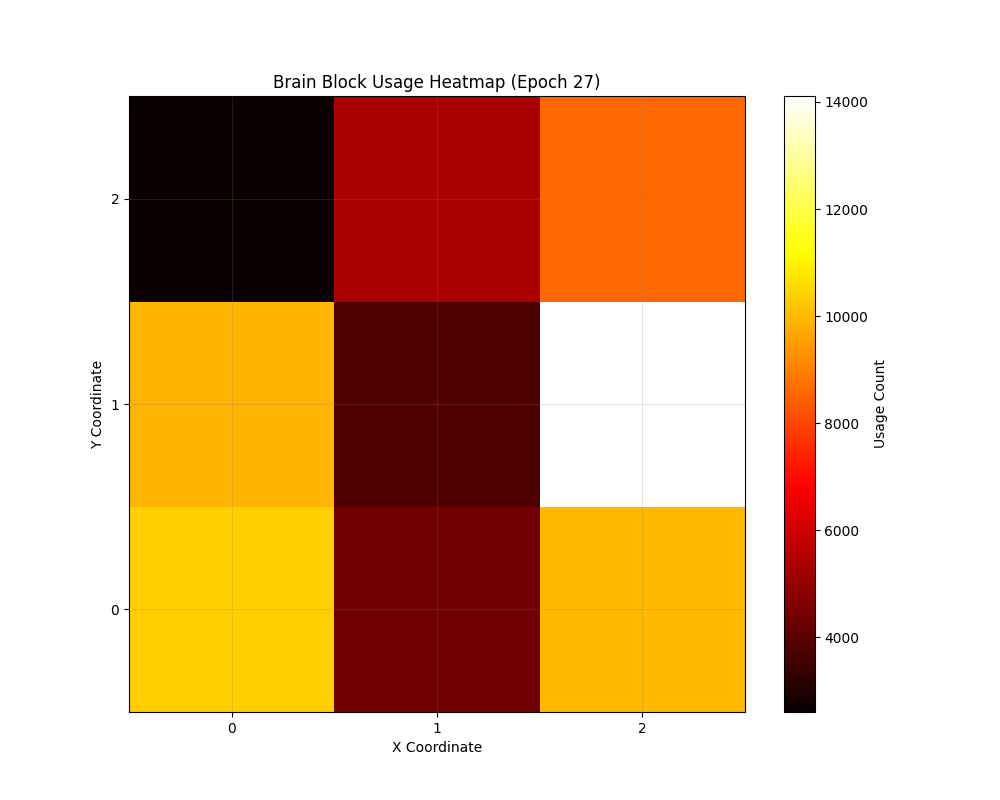 Brain Block Usage Heatmap (Epoch 27)
14000
12000
10000
8000
6000
4000
Usage Count
2
1
0
Y Coordinate
0 1 2
X Coordinate